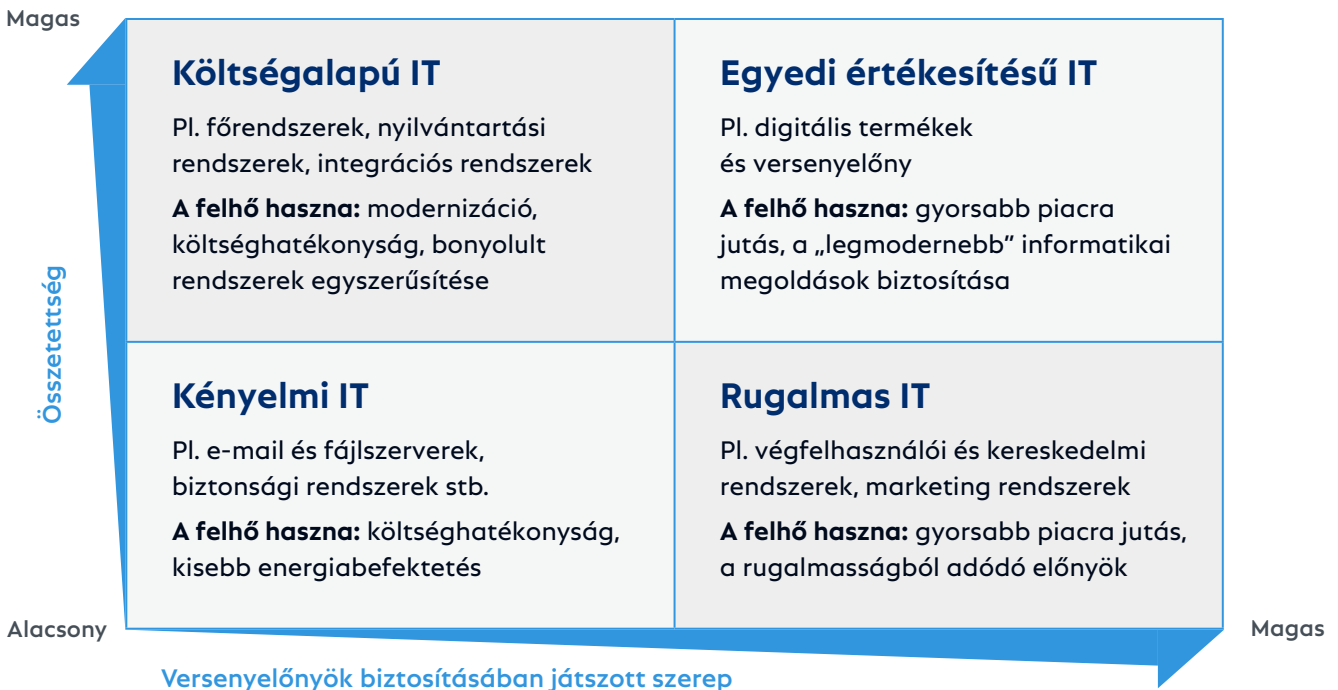 Magas
Költségalapú IT
Pl. főrendszerek, nyilvántartási
rendszerek, integrációs rendszerek
A felhő haszna: modernizáció,
költséghatékonyság, bonyolult
rendszerek egyszerűsítése
Egyedi értékesítésű IT
Pl. digitális termékek
és versenyelőny
A felhő haszna: gyorsabb piacra
jutás, a „legmodernebb” informatikai
megoldások biztosítása
Összetettség
Kényelmi IT
Pl. e-mail és fájlszerverek,
biztonsági rendszerek stb.
A felhő haszna: költséghatékonyság,
kisebb energiabefektetés
Rugalmas IT
Pl. végfelhasználói és kereskedelmi
rendszerek, marketing rendszerek
A felhő haszna: gyorsabb piacra jutás,
a rugalmasságból adódó előnyök
Alacsony
Magas
Versenyelőnyök biztosításában játszott szerep